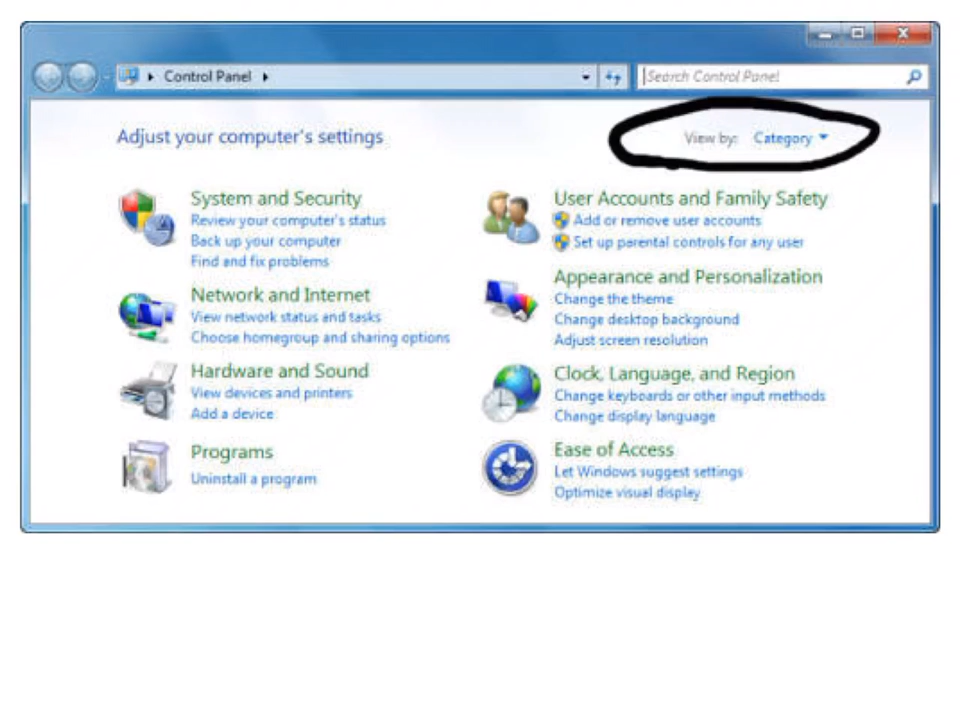 Control Panel
Search Control Panel
Adjust your computer's settings
View by: Category
System and Security
Review your computer's status
Back up your computer
Find and fix problems
Network and Internet
View network status and tasks
Choose homegroup and sharing options
Hardware and Sound
View devices and printers
Add a device
Programs
Uninstall a program
User Accounts and Family Safety
Add or remove user accounts
Set up parental controls for any user
Appearance and Personalization
Change the theme
Change desktop background
Adjust screen resolution
Clock, Language, and Region
Change keyboards or other input methods
Change display language
Ease of Access
Let Windows suggest settings
Optimize visual display